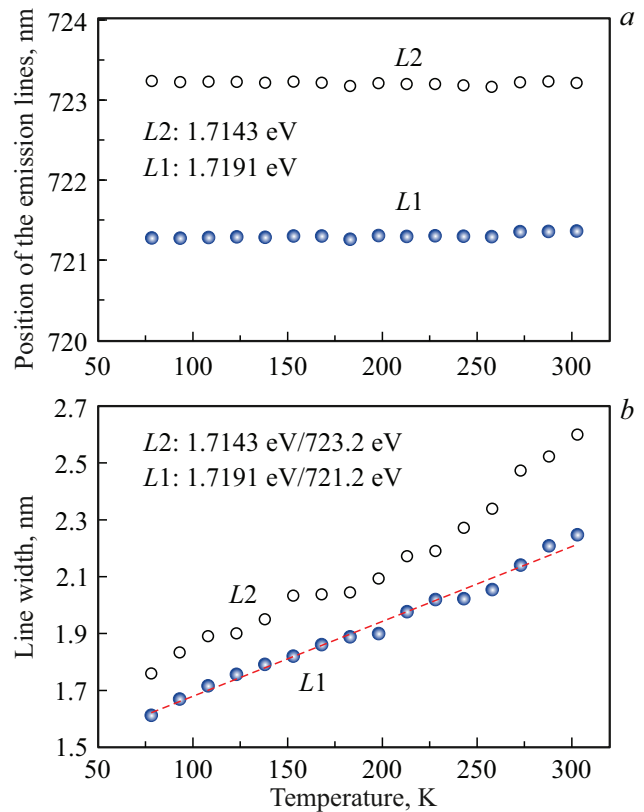 a
724
723
722
721
720
Position of the emission lines, nm
L2
L2: 1.7143 eV
L1: 1.7191 eV
L1
50 100 150 200 250 300
b
2.7
2.5
2.3
2.1
1.9
1.7
1.5
Line width, nm
L2: 1.7143 eV/723.2 eV
L1: 1.7191 eV/721.2 eV
L2
L1
50 100 150 200 250 300
Temperature, K